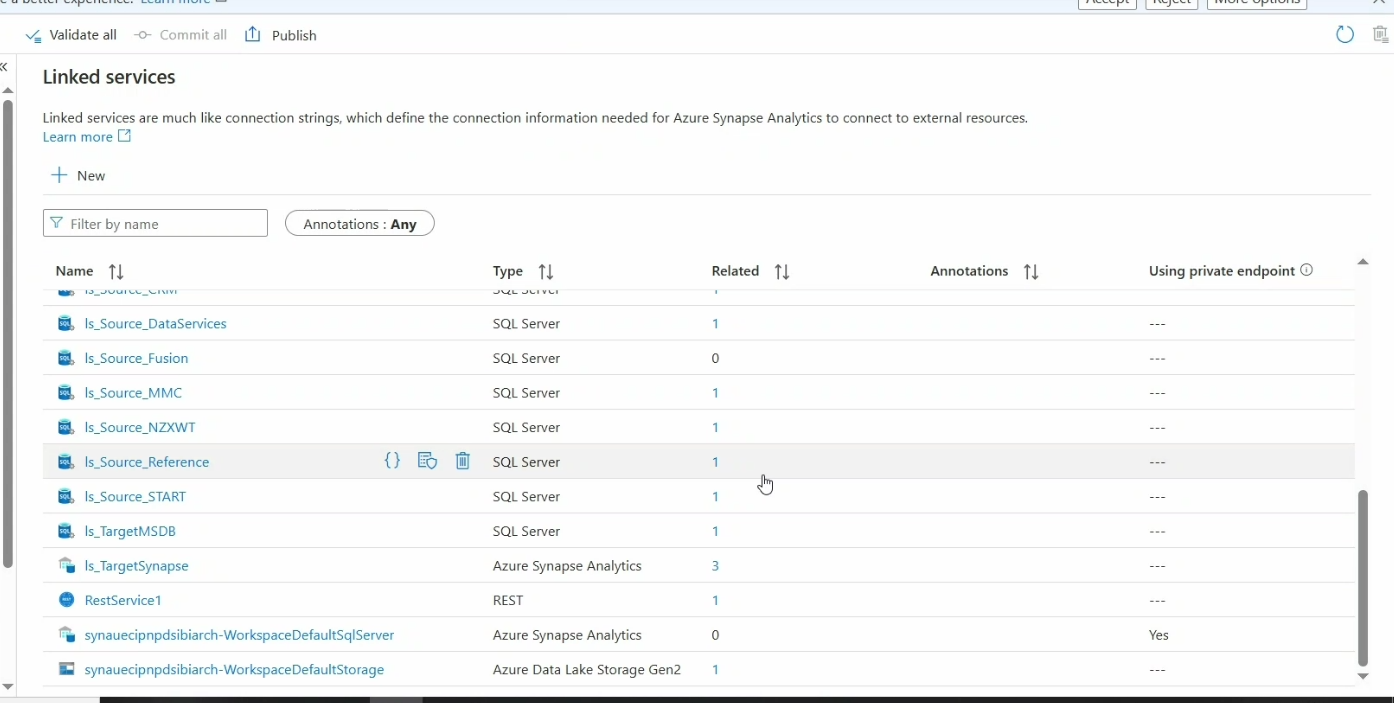 Learn more
Accept Reject More options
Validate all Commit all Publish
Linked services
Linked services are much like connection strings, which define the connection information needed for Azure Synapse Analytics to connect to external resources.
Learn more
New
Filter by name Annotations : Any
Name Type Related Annotations Using private endpoint
ls_Source_CRM SQL Server 1
ls_Source_DataServices SQL Server 1 ---
ls_Source_Fusion SQL Server 0 ---
ls_Source_MMC SQL Server 1 ---
ls_Source_NZXWT SQL Server 1 ---
ls_Source_Reference {} SQL Server 1 ---
ls_Source_START SQL Server 1 ---
ls_TargetMSDB SQL Server 1 ---
ls_TargetSynapse Azure Synapse Analytics 3 ---
RestService1 REST 1 ---
synauecipnpdsibiarch-WorkspaceDefaultSqlServer Azure Synapse Analytics 0 Yes
synauecipnpdsibiarch-WorkspaceDefaultStorage Azure Data Lake Storage Gen2 1 ---